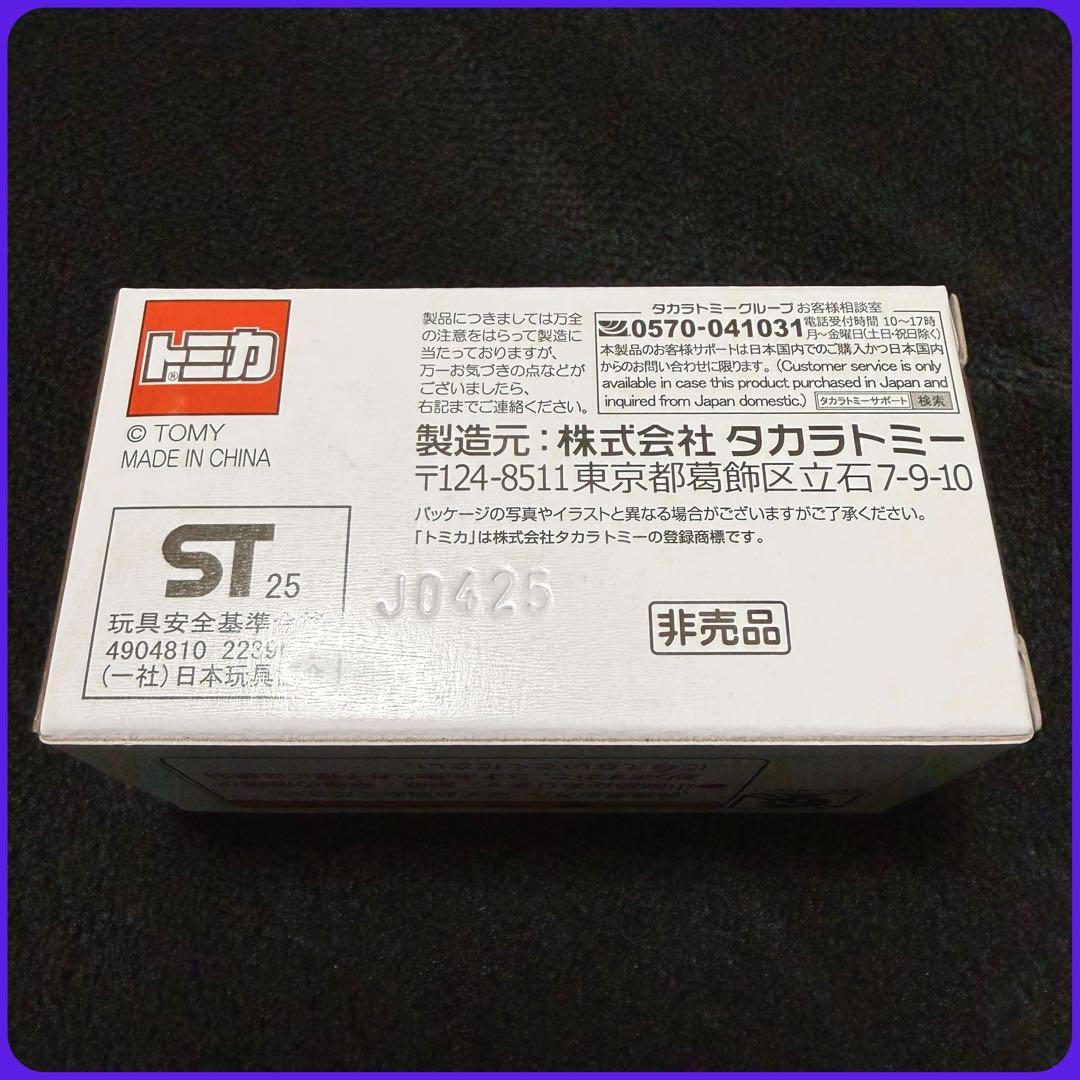 トミカ®
© TOMY
MADE IN CHINA
製品につきましては万全
の注意をはらって製造に
当たっておりますが、
万一お気づきの点などが
ございましたら、
右記までご連絡ください。
タカラトミーグループ お客様相談室
0570-041031 電話受付時間 10～17時
月～金曜日(土日・祝日除く)
本製品のお客様サポートは日本国内でのご購入かつ日本国内
からのお問い合わせに限ります。(Customer service is only
available in case this product purchased in Japan and
inquired from Japan domestic.) タカラトミーサポート 検索
製造元：株式会社 タカラトミー
〒124-8511 東京都葛飾区立石 7-9-10
パッケージの写真やイラストと異なる場合がございますがご了承ください。
「トミカ」は株式会社タカラトミーの登録商標です。
ST 25
玩具安全基準
4904810
(一社)日本玩具
J0425
非売品